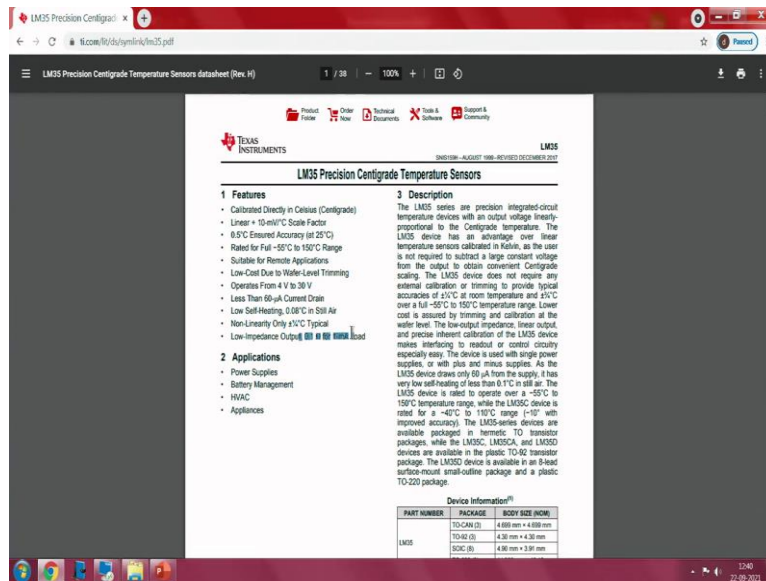 LM35 Precision Centigrad
ti.com/lit/ds/symlink/lm35.pdf
Paused
LM35 Precision Centigrade Temperature Sensors datasheet (Rev. H)
1 / 38
100%
Product Folder
Order Now
Technical Documents
Tools & Software
Support & Community
TEXAS INSTRUMENTS
LM35
SNIS159H –AUGUST 1999–REVISED DECEMBER 2017
LM35 Precision Centigrade Temperature Sensors
1 Features
• Calibrated Directly in Celsius (Centigrade)
• Linear + 10-mV/°C Scale Factor
• 0.5°C Ensured Accuracy (at 25°C)
• Rated for Full −55°C to 150°C Range
• Suitable for Remote Applications
• Low-Cost Due to Wafer-Level Trimming
• Operates From 4 V to 30 V
• Less Than 60-μA Current Drain
• Low Self-Heating, 0.08°C in Still Air
• Non-Linearity Only ±¼°C Typical
• Low-Impedance Output, for Load
2 Applications
• Power Supplies
• Battery Management
• HVAC
• Appliances
3 Description
The LM35 series are precision integrated-circuit
temperature devices with an output voltage linearly-
proportional to the Centigrade temperature. The
LM35 device has an advantage over linear
temperature sensors calibrated in Kelvin, as the user
is not required to subtract a large constant voltage
from the output to obtain convenient Centigrade
scaling. The LM35 device does not require any
external calibration or trimming to provide typical
accuracies of ±¼°C at room temperature and ±¾°C
over a full −55°C to 150°C temperature range. Lower
cost is assured by trimming and calibration at the
wafer level. The low-output impedance, linear output,
and precise inherent calibration of the LM35 device
makes interfacing to readout or control circuitry
especially easy. The device is used with single power
supplies, or with plus and minus supplies. As the
LM35 device draws only 60 μA from the supply, it has
very low self-heating of less than 0.1°C in still air. The
LM35 device is rated to operate over a −55°C to
150°C temperature range, while the LM35C device is
rated for a −40°C to 110°C range (−10° with
improved accuracy). The LM35-series devices are
available packaged in hermetic TO transistor
packages, while the LM35C, LM35CA, and LM35D
devices are available in the plastic TO-92 transistor
package. The LM35D device is available in an 8-lead
surface-mount small-outline package and a plastic
TO-220 package.
Device Information(1)
PART NUMBER PACKAGE BODY SIZE (NOM)
TO-CAN (3) 4.699 mm × 4.699 mm
TO-92 (3) 4.30 mm × 4.30 mm
LM35
SOIC (8) 4.90 mm × 3.91 mm
12:40
22-09-2021